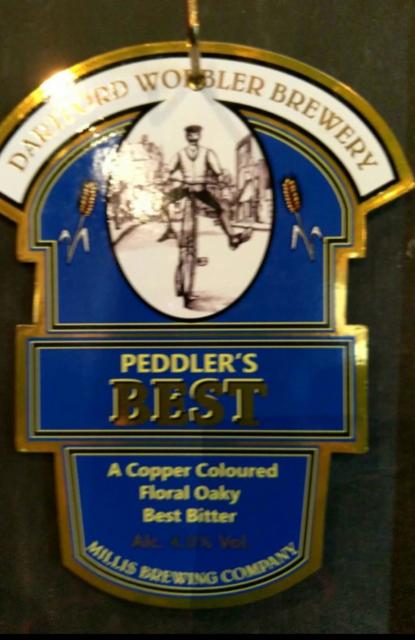 DARTFORD WOBBLER BREWERY
PEDDLER'S
BEST
A Copper Coloured
Floral Oaky
Best Bitter
Alc. 4.0% Vol
MILLIS BREWING COMPANY